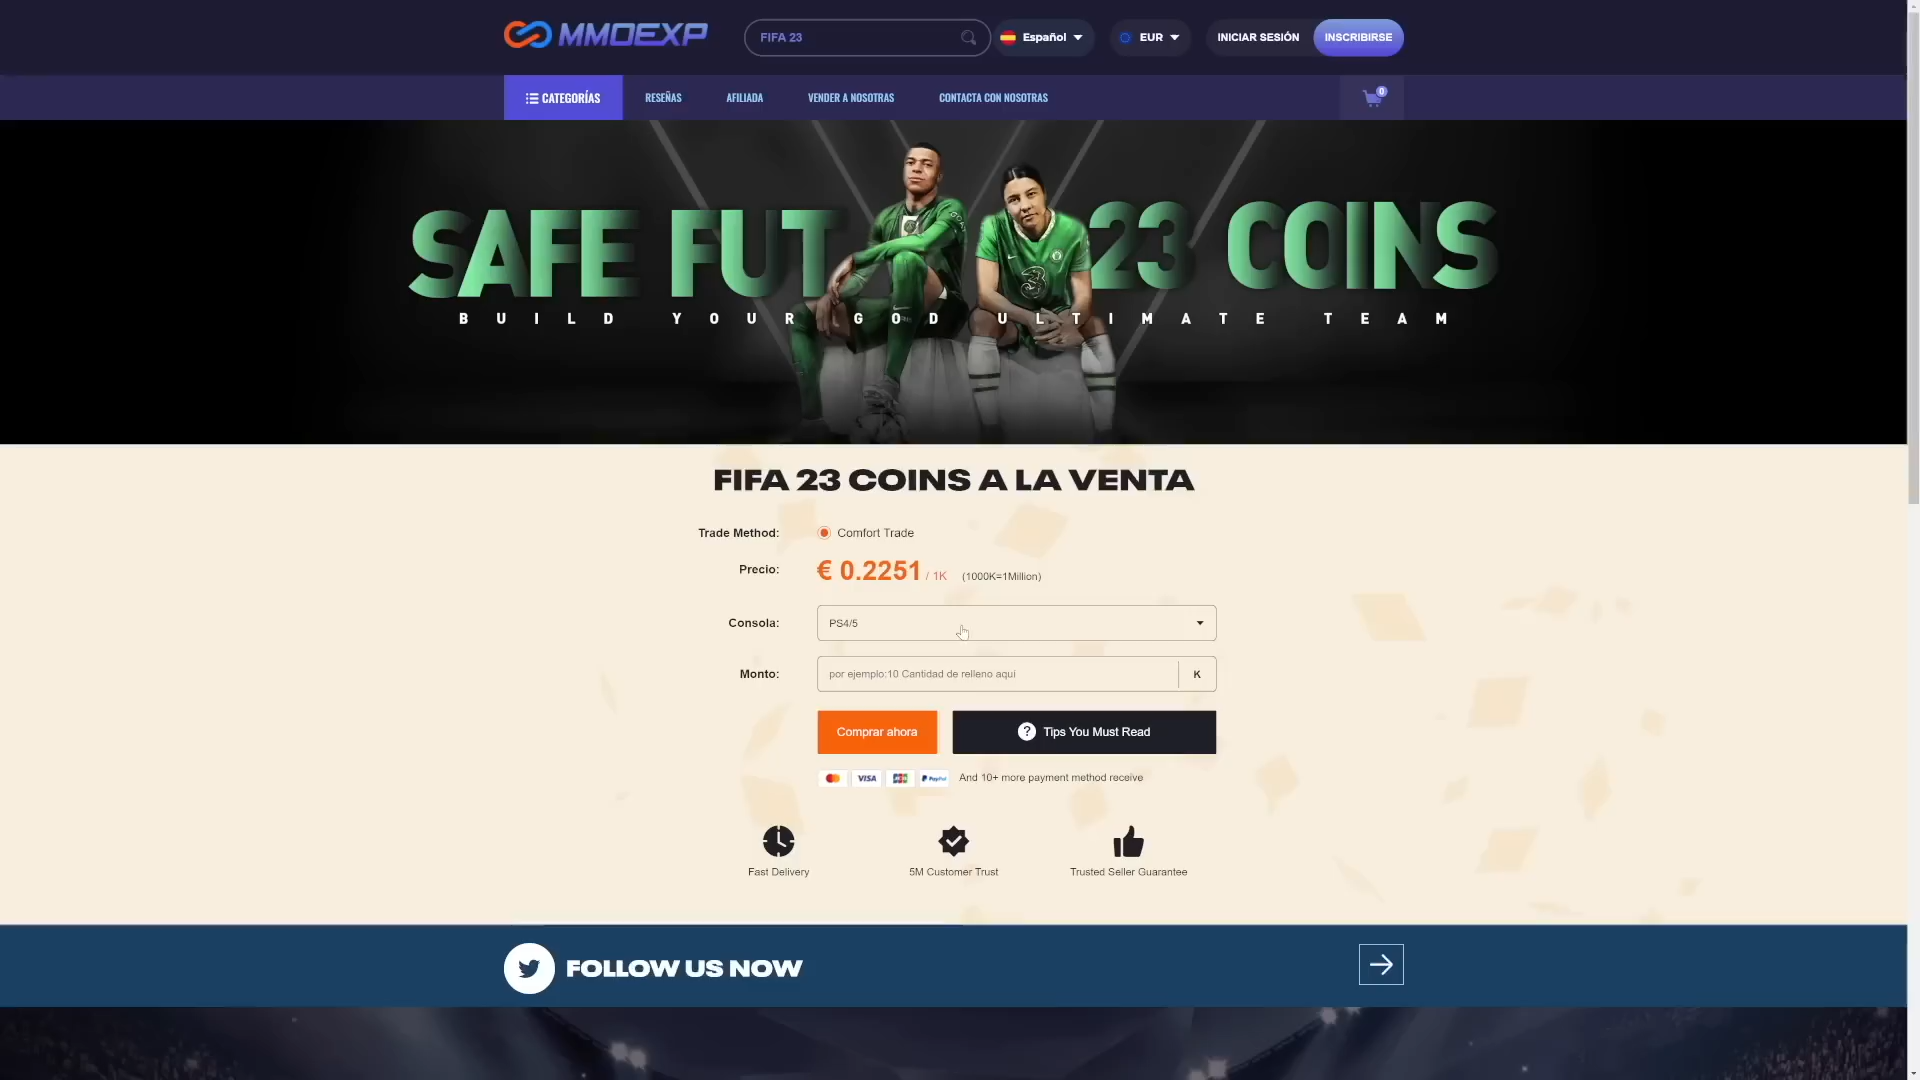 MMOEXP
FIFA 23
Español
EUR
INICIAR SESIÓN
INSCRIBIRSE
CATEGORÍAS
RESEÑAS
AFILIADA
VENDER A NOSOTRAS
CONTACTA CON NOSOTRAS
0
SAFE FUT 23 COINS
BUILD YOUR GOD ULTIMATE TEAM
FIFA 23 COINS A LA VENTA
Trade Method: Comfort Trade
Precio: € 0.2251 / 1K (1000K=1Million)
Consola: PS4/5
Monto: por ejemplo:10 Cantidad de relleno aquí K
Comprar ahora
? Tips You Must Read
VISA JCB PayPal And 10+ more payment method receive
Fast Delivery
5M Customer Trust
Trusted Seller Guarantee
FOLLOW US NOW